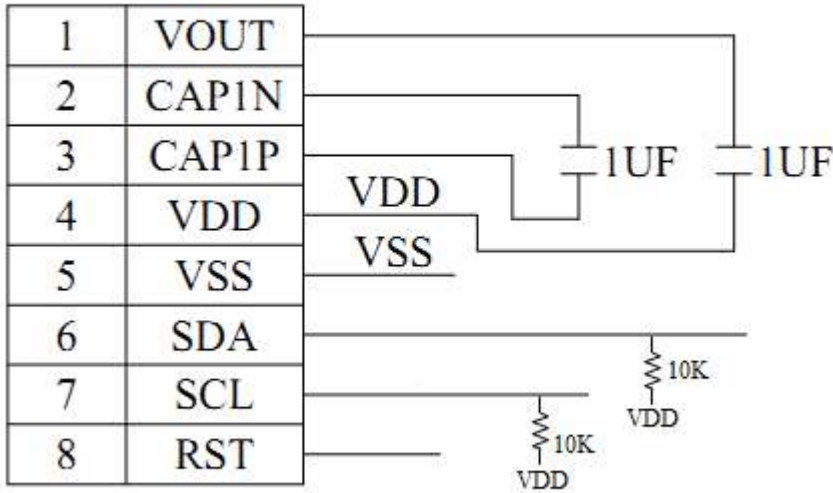 1 VOUT
2 CAP1N
3 CAP1P
1UF
1UF
4 VDD
VDD
5 VSS
VSS
6 SDA
10K
VDD
7 SCL
10K
VDD
8 RST